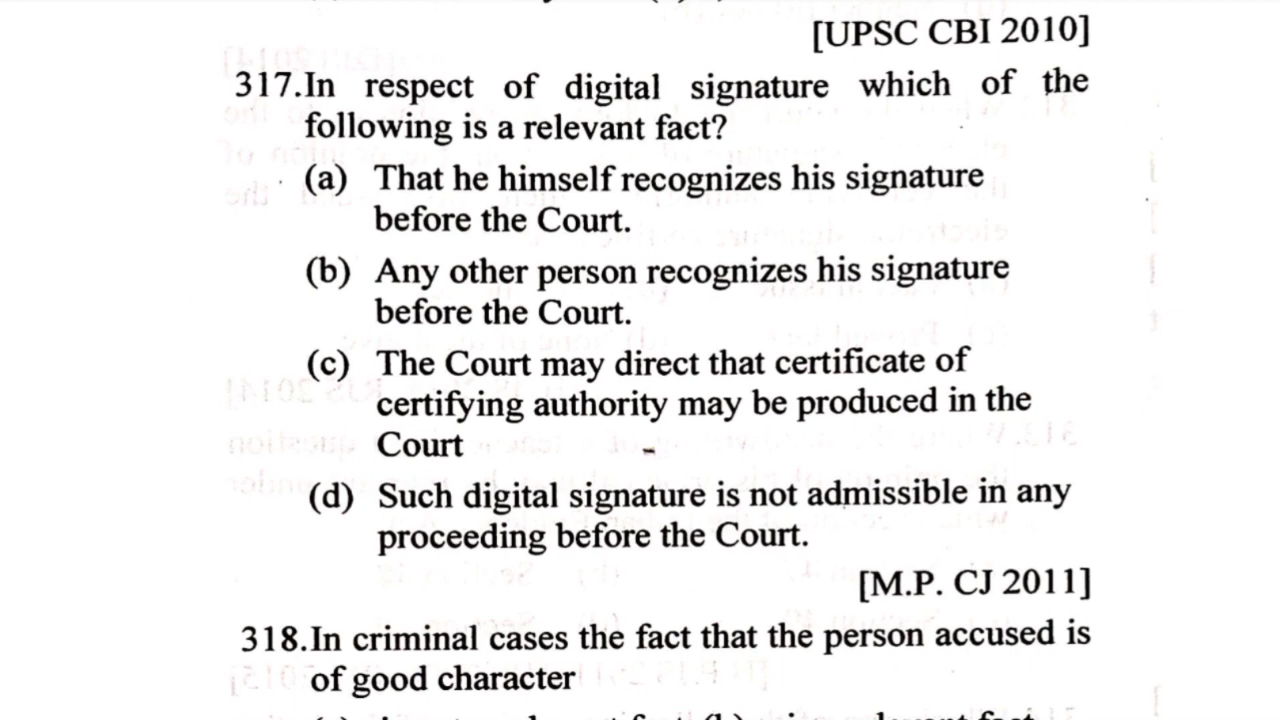 [UPSC CBI 2010]
317.In respect of digital signature which of the
following is a relevant fact?
(a) That he himself recognizes his signature
before the Court.
(b) Any other person recognizes his signature
before the Court.
(c) The Court may direct that certificate of
certifying authority may be produced in the
Court
(d) Such digital signature is not admissible in any
proceeding before the Court.
[M.P. CJ 2011]
318.In criminal cases the fact that the person accused is
of good character